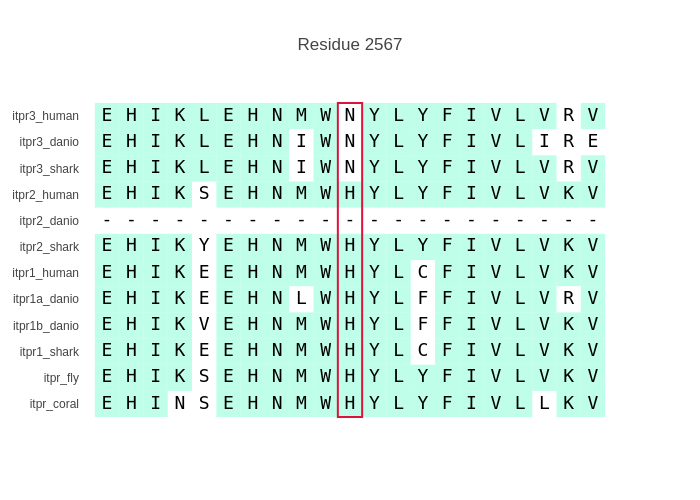 Residue 2567
itpr3_human E H I K L E H N M W N Y L Y F I V L V R V
itpr3_danio E H I K L E H N I W N Y L Y F I V L I R E
itpr3_shark E H I K L E H N I W N Y L Y F I V L V R V
itpr2_human E H I K S E H N M W H Y L Y F I V L V K V
itpr2_danio - - - - - - - - - - - - - - - - - - - - -
itpr2_shark E H I K Y E H N M W H Y L Y F I V L V K V
itpr1_human E H I K E E H N M W H Y L C F I V L V K V
itpr1a_danio E H I K E E H N L W H Y L F F I V L V R V
itpr1b_danio E H I K V E H N M W H Y L F F I V L V K V
itpr1_shark E H I K E E H N M W H Y L C F I V L V K V
itpr_fly E H I K S E H N M W H Y L Y F I V L V K V
itpr_coral E H I N S E H N M W H Y L Y F I V L L K V